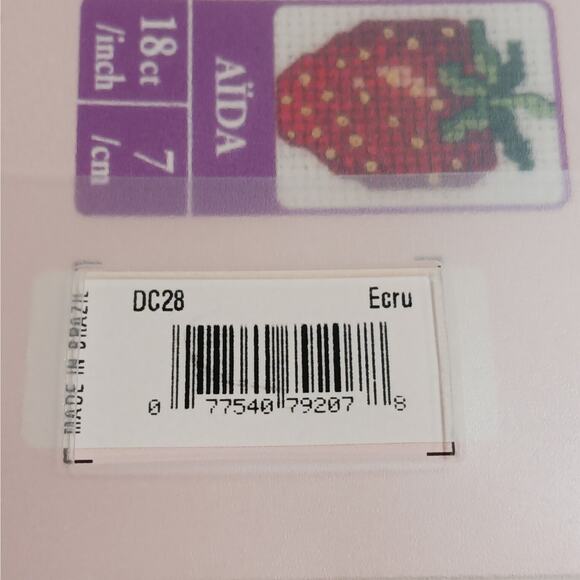 AÏDA
18ct
/inch
7
/cm
DC28 Ecru
MADE IN BRAZIL
0 77540 79207 8